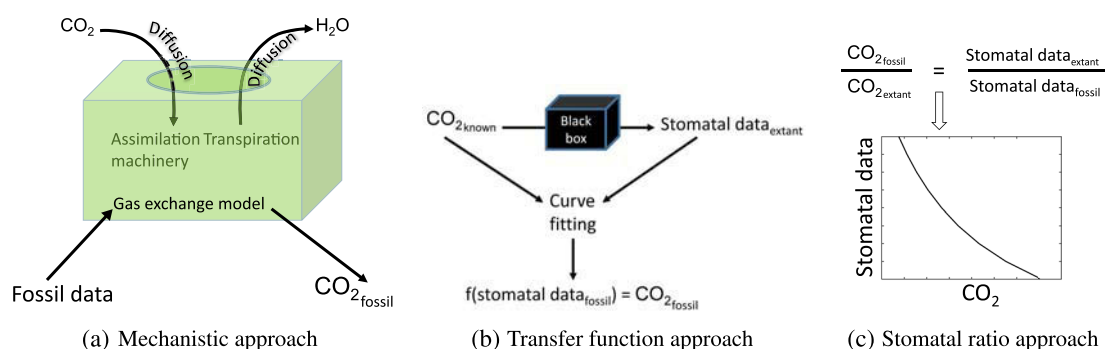 CO₂
Diffusion
Diffusion
H₂O
Assimilation Transpiration
machinery
Gas exchange model
Fossil data
CO₂fossil
(a) Mechanistic approach
CO₂known
Black
box
Stomatal dataextant
Curve
fitting
f(stomatal datafossil) = CO₂fossil
(b) Transfer function approach
CO₂fossil
CO₂extant
=
Stomatal dataextant
Stomatal datafossil
Stomatal data
CO₂
(c) Stomatal ratio approach